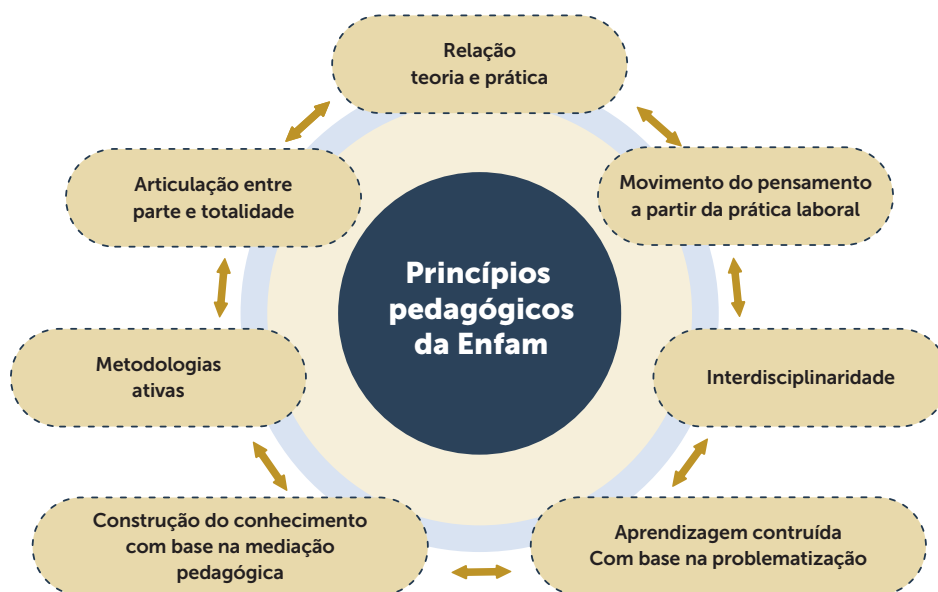 Relação
teoria e prática
Articulação entre
parte e totalidade
Movimento do pensamento
a partir da prática laboral
Princípios
pedagógicos
da Enfam
Metodologias
ativas
Interdisciplinaridade
Construção do conhecimento
com base na mediação
pedagógica
Aprendizagem contruída
Com base na problematização